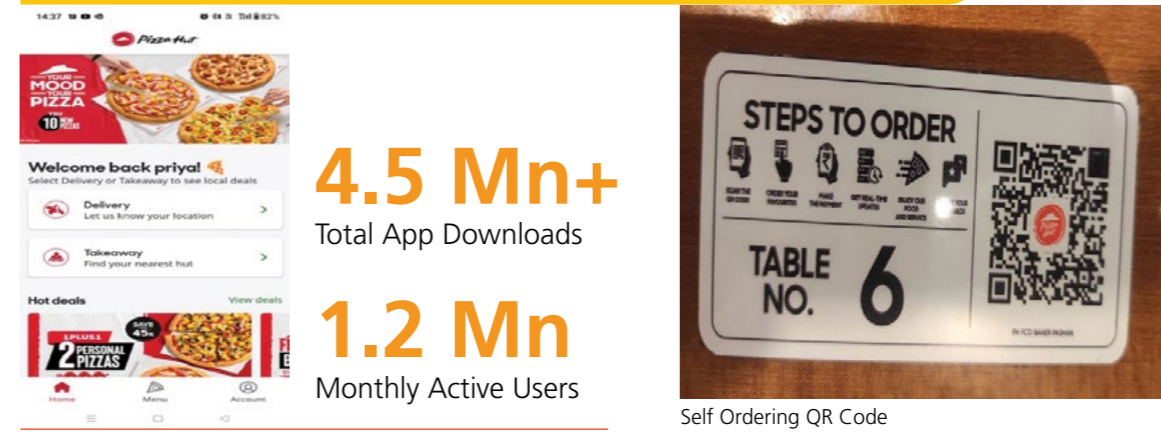 14:37
82%
Pizza Hut
YOUR
MOOD
YOUR
PIZZA
TRY
10 NEW
PIZZAS
Welcome back priya!
Select Delivery or Takeaway to see local deals
Delivery
Let us know your location
Takeaway
Find your nearest hut
Hot deals
View deals
1PLUS1
2 PERSONAL
PIZZAS
SAVE
45%
Home
Menu
Account
4.5 Mn+
Total App Downloads
1.2 Mn
Monthly Active Users
STEPS TO ORDER
SCAN THE
QR CODE
ORDER YOUR
FAVOURITES
MAKE
THE PAYMENT
GET REAL-TIME
UPDATES
ENJOY OUR
FOOD
AND SERVICE
TABLE
NO.
6
Pizza
Hut
Self Ordering QR Code